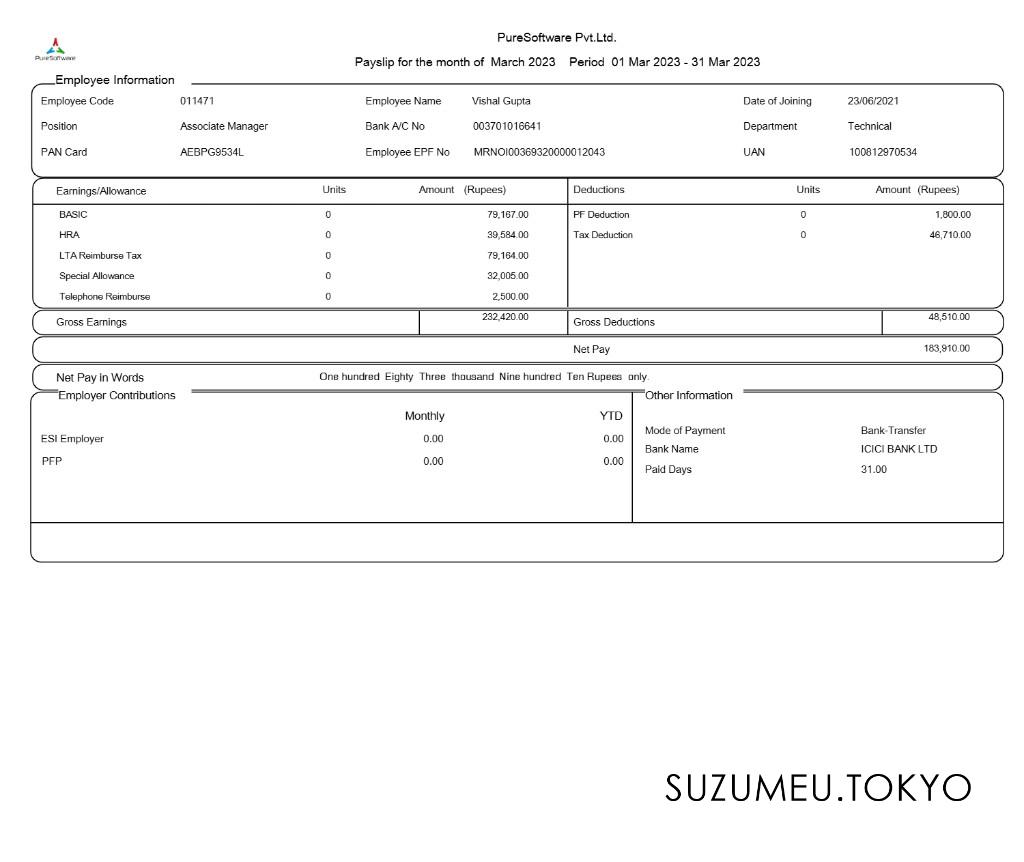 PureSoftware Pvt.Ltd.
PureSoftware
Payslip for the month of March 2023 Period 01 Mar 2023 - 31 Mar 2023
Employee Information
Employee Code 011471 Employee Name Vishal Gupta Date of Joining 23/06/2021
Position Associate Manager Bank A/C No 003701016641 Department Technical
PAN Card AEBPG9534L Employee EPF No MRNOI00369320000012043 UAN 100812970534
Earnings/Allowance Units Amount (Rupees) Deductions Units Amount (Rupees)
BASIC 0 79,167.00 PF Deduction 0 1,800.00
HRA 0 39,584.00 Tax Deduction 0 46,710.00
LTA Reimburse Tax 0 79,164.00
Special Allowance 0 32,005.00
Telephone Reimburse 0 2,500.00
Gross Earnings 232,420.00 Gross Deductions 48,510.00
Net Pay 183,910.00
Net Pay in Words One hundred Eighty Three thousand Nine hundred Ten Rupees only.
Employer Contributions Other Information
Monthly YTD
Mode of Payment Bank-Transfer
ESI Employer 0.00 0.00
Bank Name ICICI BANK LTD
PFP 0.00 0.00
Paid Days 31.00
SUZUMEU.TOKYO